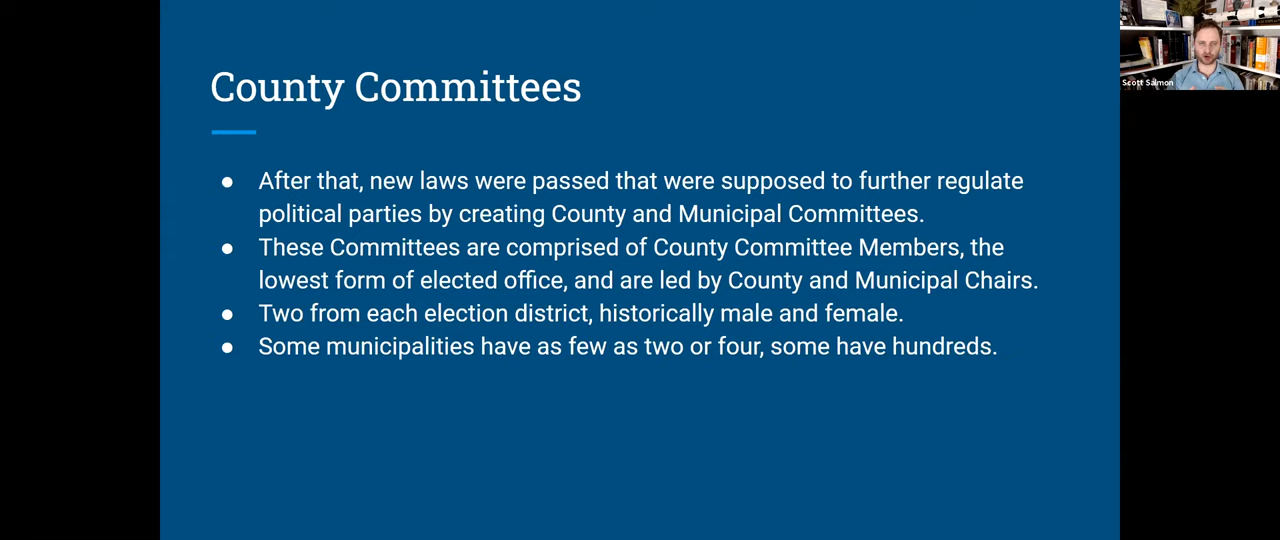 County Committees
● After that, new laws were passed that were supposed to further regulate
political parties by creating County and Municipal Committees.
● These Committees are comprised of County Committee Members, the
lowest form of elected office, and are led by County and Municipal Chairs.
● Two from each election district, historically male and female.
● Some municipalities have as few as two or four, some have hundreds.
Scott Salmon